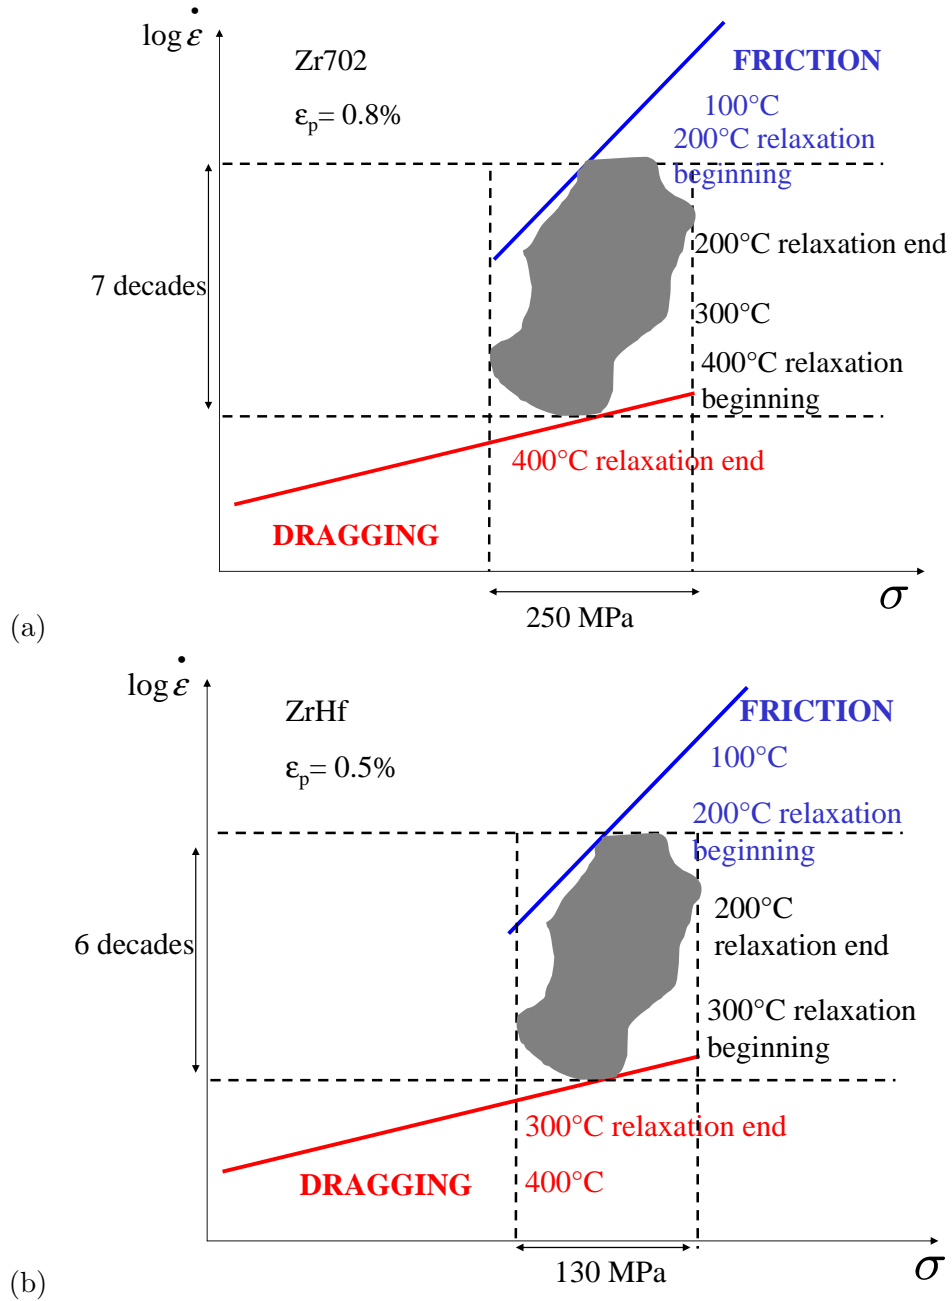 log ε̇
Zr702
εp= 0.8%
FRICTION
100°C
200°C relaxation
beginning
200°C relaxation end
7 decades
300°C
400°C relaxation
beginning
400°C relaxation end
DRAGGING
σ
250 MPa
(a)
log ε̇
ZrHf
εp= 0.5%
FRICTION
100°C
200°C relaxation
beginning
200°C
relaxation end
6 decades
300°C relaxation
beginning
300°C relaxation end
DRAGGING
400°C
σ
130 MPa
(b)